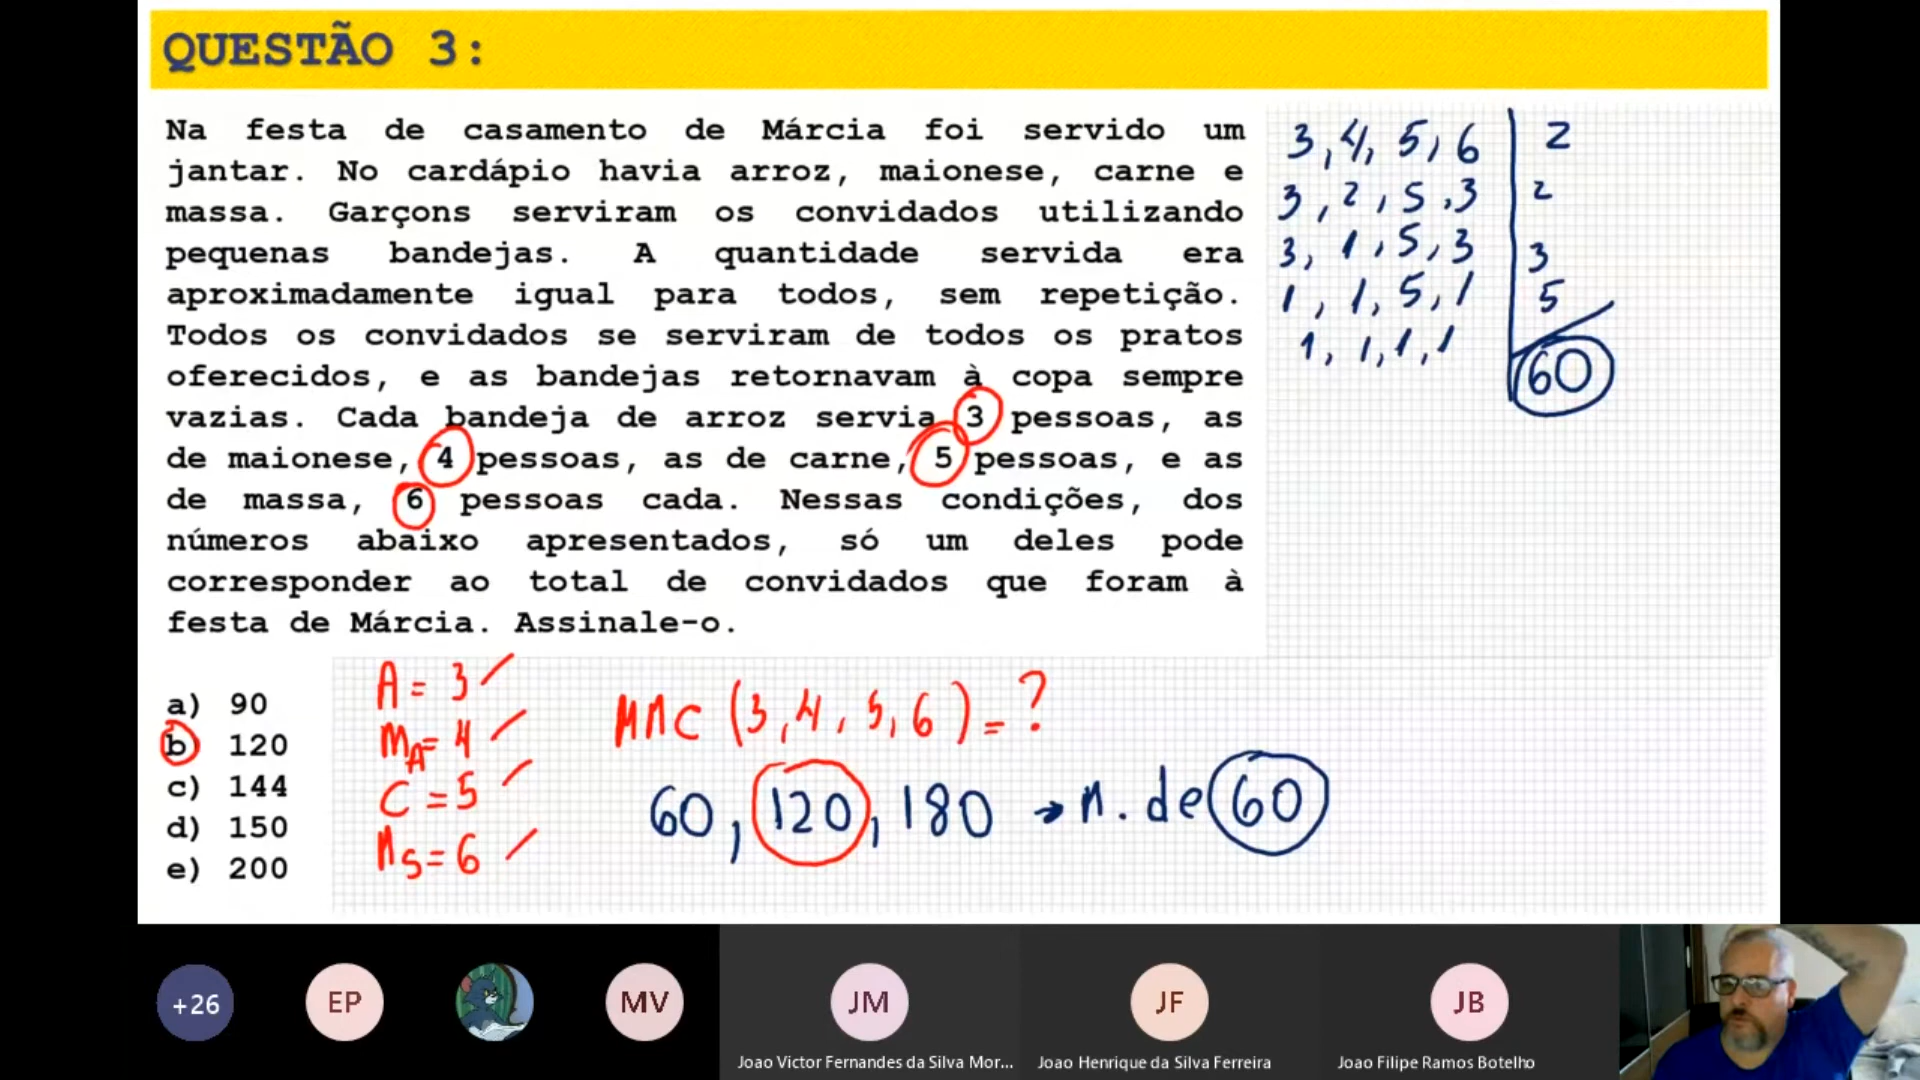 QUESTÃO 3:
Na festa de casamento de Márcia foi servido um
jantar. No cardápio havia arroz, maionese, carne e
massa. Garçons serviram os convidados utilizando
pequenas bandejas. A quantidade servida era
aproximadamente igual para todos, sem repetição.
Todos os convidados se serviram de todos os pratos
oferecidos, e as bandejas retornavam à copa sempre
vazias. Cada bandeja de arroz servia 3 pessoas, as
de maionese, 4 pessoas, as de carne, 5 pessoas, e as
de massa, 6 pessoas cada. Nessas condições, dos
números abaixo apresentados, só um deles pode
corresponder ao total de convidados que foram à
festa de Márcia. Assinale-o.
3, 4, 5, 6 2
3, 2, 5, 3 2
3, 1, 5, 3 3
1, 1, 5, 1 5
1, 1, 1, 1 60
a) 90
b) 120
c) 144
d) 150
e) 200
A = 3
MA = 4
C = 5
MS = 6
MMC (3, 4, 5, 6) = ?
60, 120, 180 → M. de 60
+26
EP
MV
JM
JF
JB
Joao Victor Fernandes da Silva Mor...
Joao Henrique da Silva Ferreira
Joao Filipe Ramos Botelho